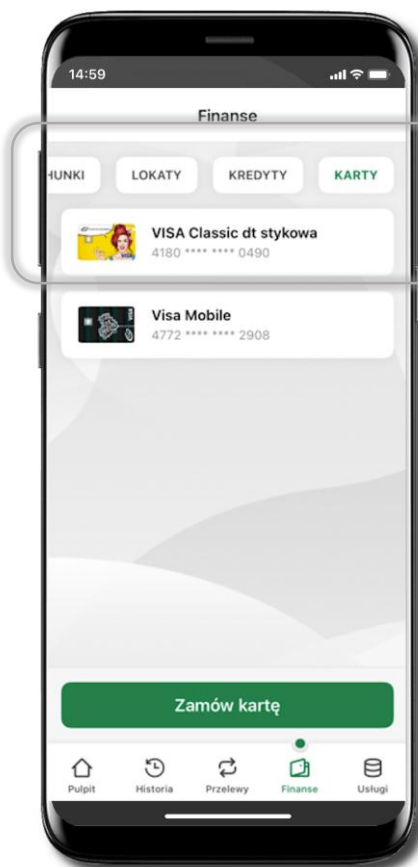 14:59
Finanse
HUNKI LOKATY KREDYTY KARTY
VISA Classic dt stykowa
4180 **** **** 0490
Visa Mobile
4772 **** **** 2908
Zamów kartę
Pulpit Historia Przelewy Finanse Usługi